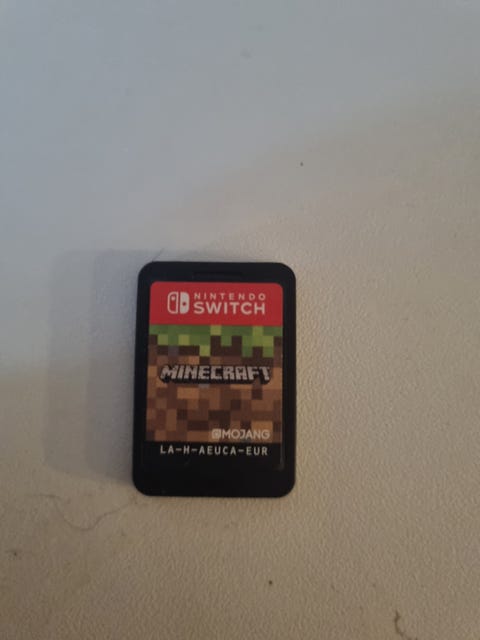 NINTENDO
SWITCH
MINECRAFT
MOJANG
LA-H-AEUCA-EUR